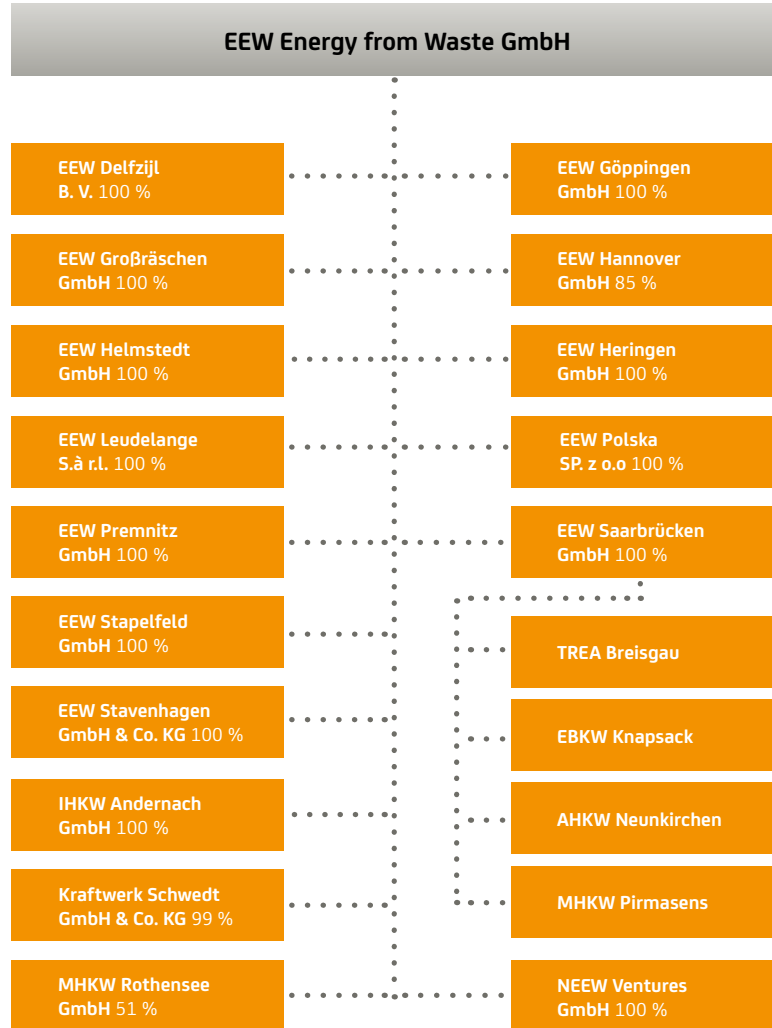 EEW Energy from Waste GmbH
EEW Delfzijl
B. V. 100 %
EEW Göppingen
GmbH 100 %
EEW Großräschen
GmbH 100 %
EEW Hannover
GmbH 85 %
EEW Helmstedt
GmbH 100 %
EEW Heringen
GmbH 100 %
EEW Leudelange
S.à r.l. 100 %
EEW Polska
SP. z o.o 100 %
EEW Premnitz
GmbH 100 %
EEW Saarbrücken
GmbH 100 %
EEW Stapelfeld
GmbH 100 %
TREA Breisgau
EEW Stavenhagen
GmbH & Co. KG 100 %
EBKW Knapsack
IHKW Andernach
GmbH 100 %
AHKW Neunkirchen
Kraftwerk Schwedt
GmbH & Co. KG 99 %
MHKW Pirmasens
MHKW Rothensee
GmbH 51 %
NEEW Ventures
GmbH 100 %